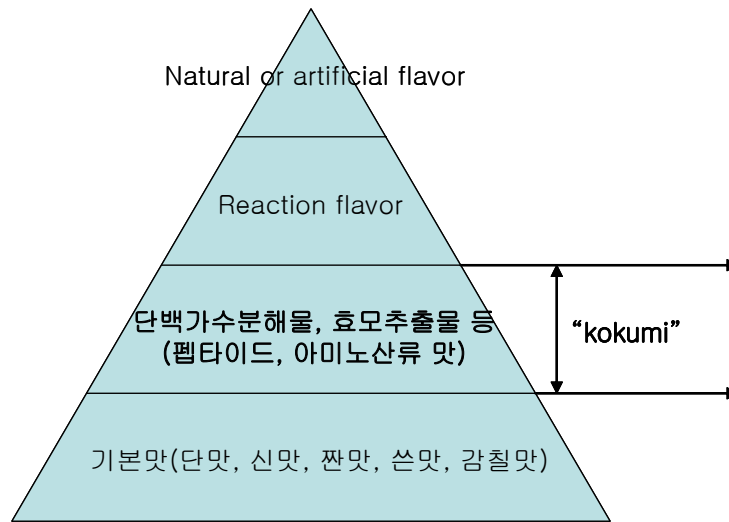 Natural or artificial flavor
Reaction flavor
단백가수분해물, 효모추출물 등
(펩타이드, 아미노산류 맛)
“kokumi”
기본맛(단맛, 신맛, 짠맛, 쓴맛, 감칠맛)